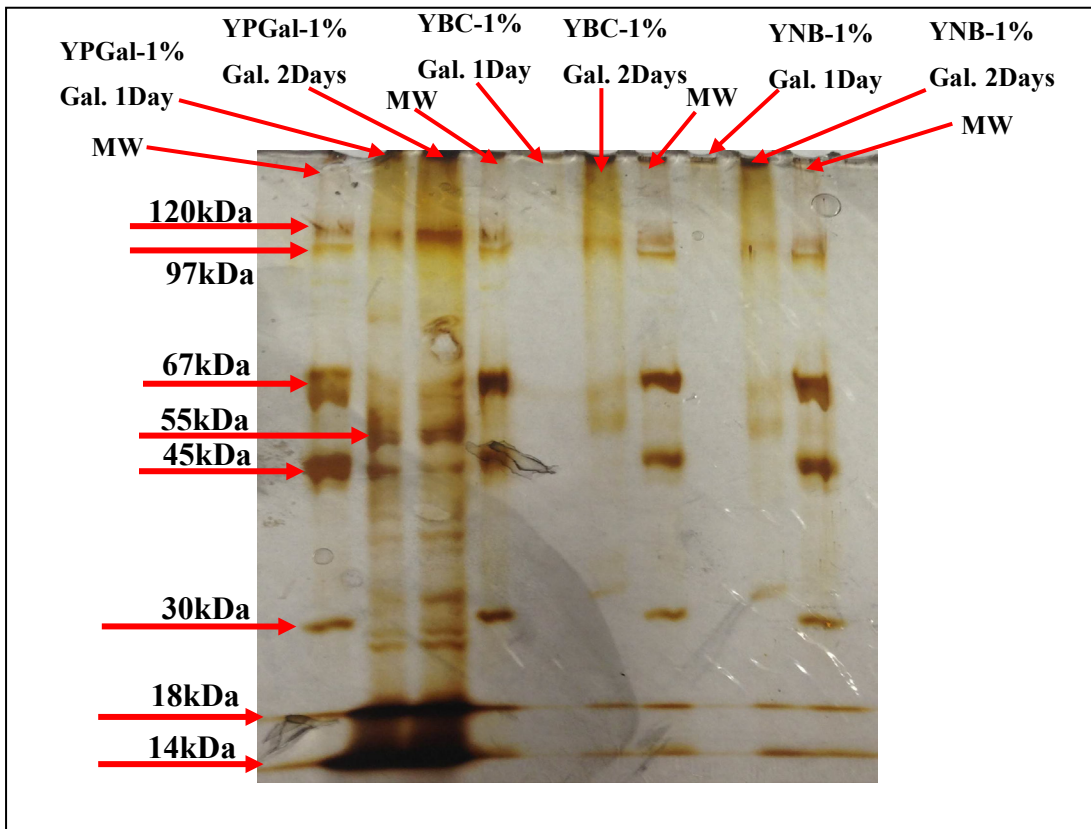 YPGal-1%
Gal. 1Day
YPGal-1%
Gal. 2Days
YBC-1%
Gal. 1Day
YBC-1%
Gal. 2Days
YNB-1%
Gal. 1Day
YNB-1%
Gal. 2Days
MW
MW
MW
MW
120kDa
97kDa
67kDa
55kDa
45kDa
30kDa
18kDa
14kDa